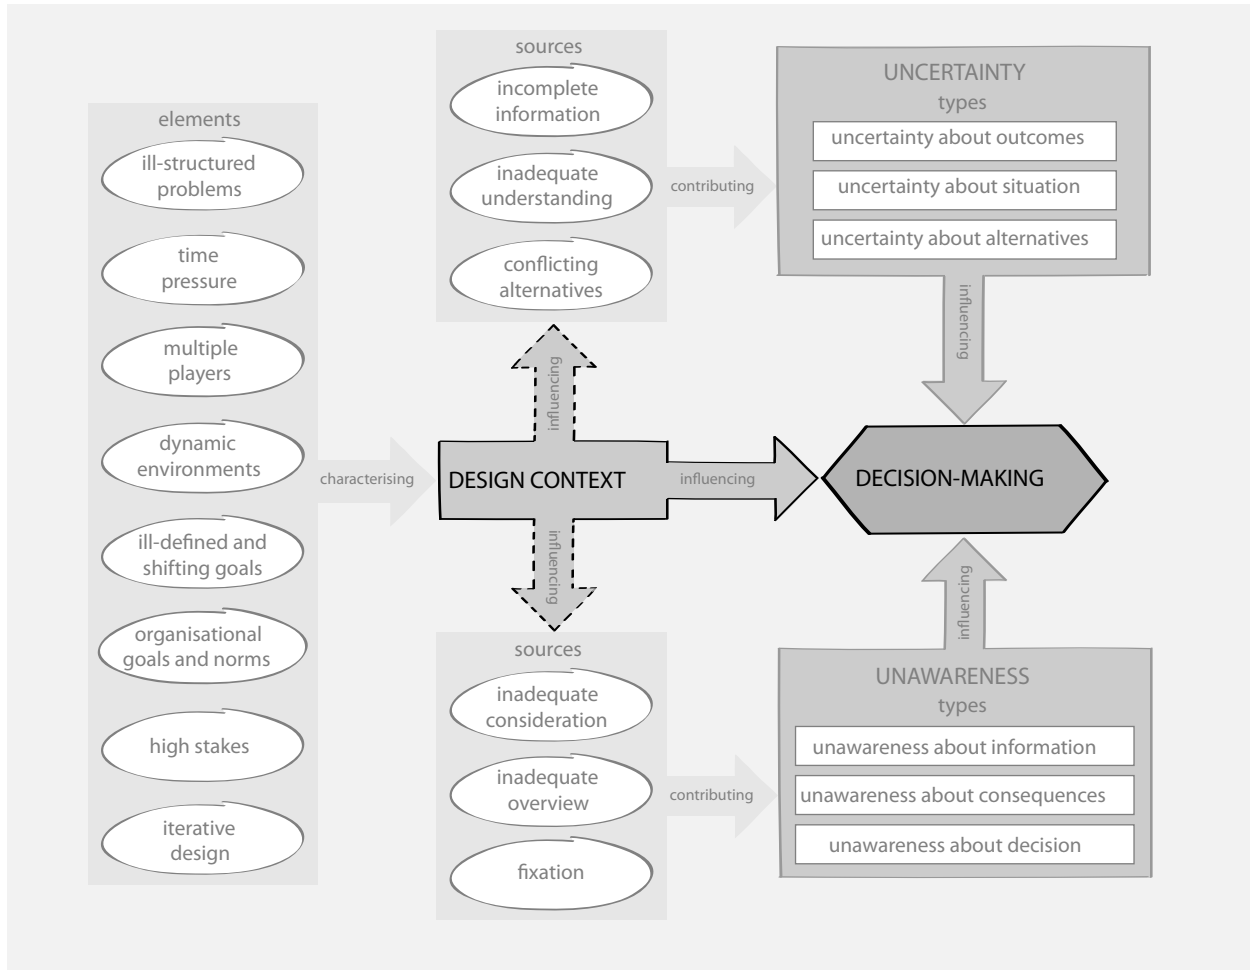 elements
ill-structured
problems
time
pressure
multiple
players
dynamic
environments
ill-defined and
shifting goals
organisational
goals and norms
high stakes
iterative
design
characterising
sources
incomplete
information
inadequate
understanding
conflicting
alternatives
contributing
UNCERTAINTY
types
uncertainty about outcomes
uncertainty about situation
uncertainty about alternatives
influencing
influencing
DESIGN CONTEXT
influencing
DECISION-MAKING
influencing
influencing
sources
inadequate
consideration
inadequate
overview
fixation
contributing
UNAWARENESS
types
unawareness about information
unawareness about consequences
unawareness about decision